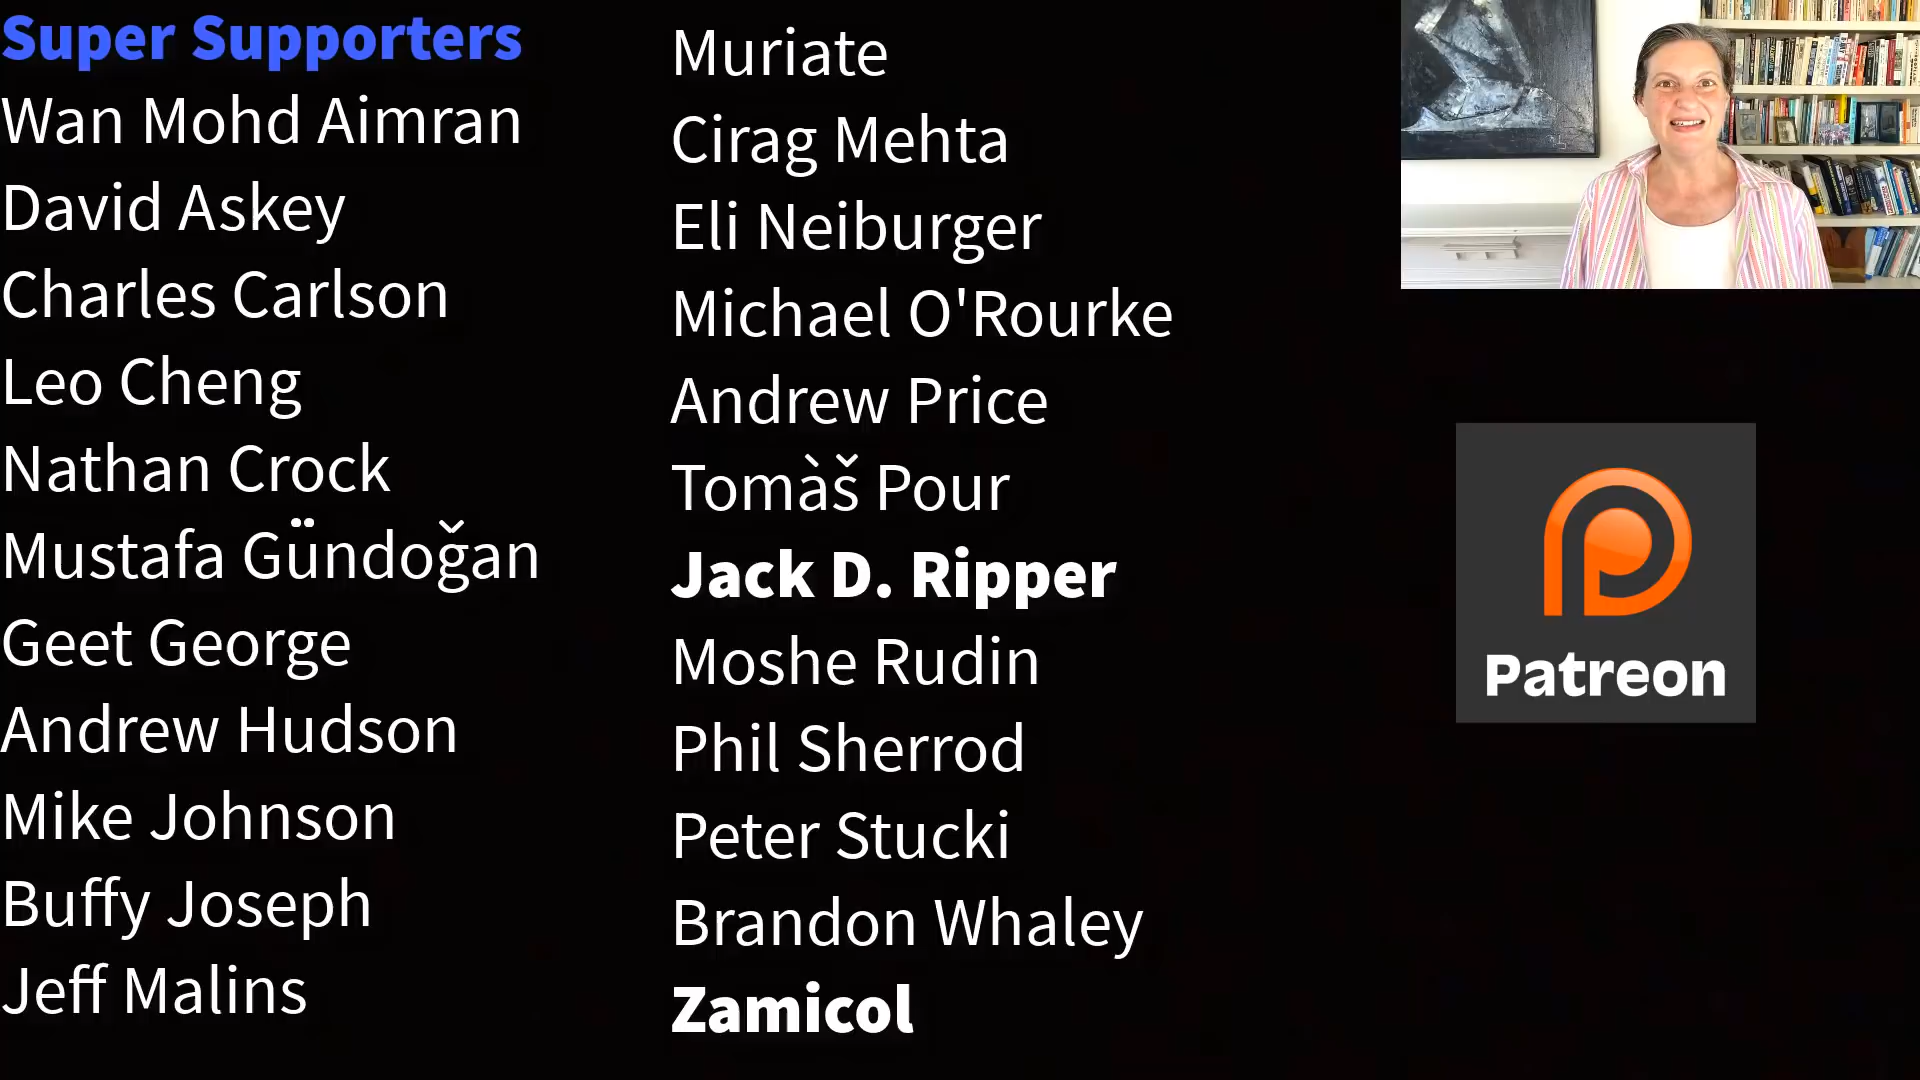 Super Supporters
Wan Mohd Aimran
David Askey
Charles Carlson
Leo Cheng
Nathan Crock
Mustafa Gündoğan
Geet George
Andrew Hudson
Mike Johnson
Buffy Joseph
Jeff Malins
Muriate
Cirag Mehta
Eli Neiburger
Michael O'Rourke
Andrew Price
Tomàš Pour
Jack D. Ripper
Moshe Rudin
Phil Sherrod
Peter Stucki
Brandon Whaley
Zamicol
Patreon